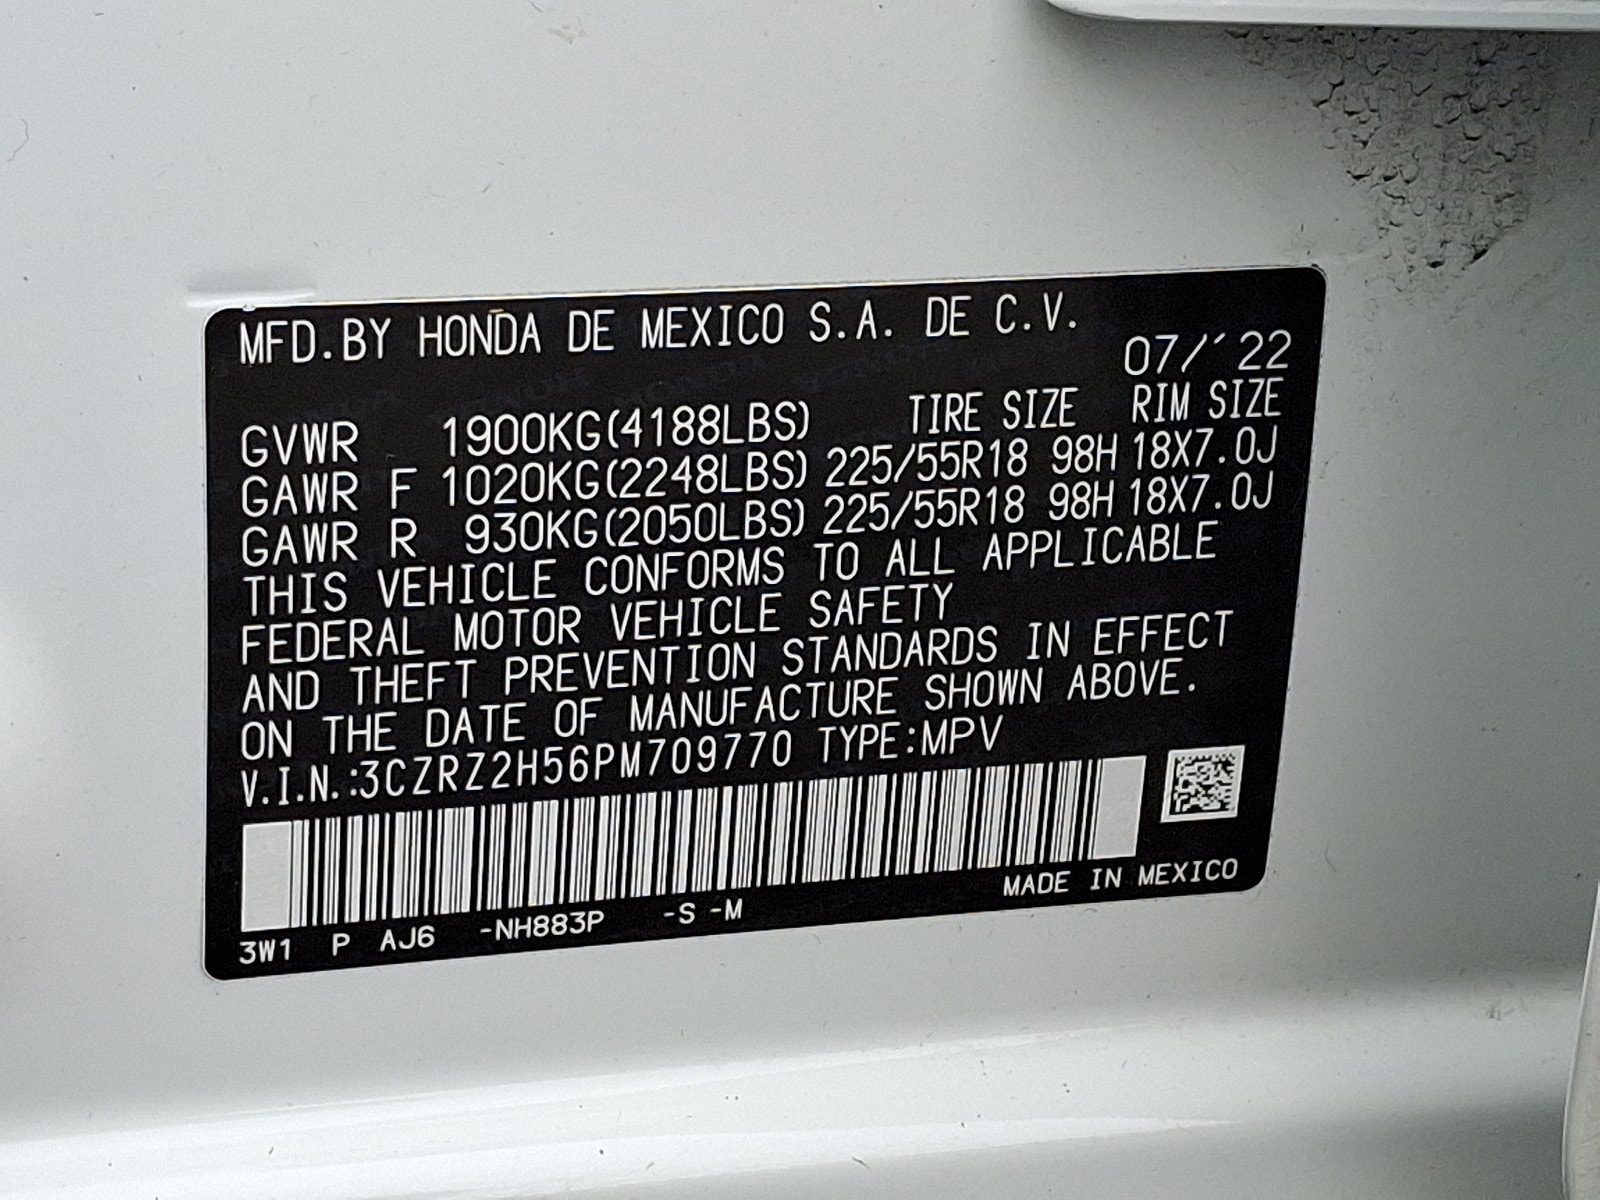 MFD.BY HONDA DE MEXICO S.A. DE C.V.
07/´22
GVWR 1900KG(4188LBS) TIRE SIZE RIM SIZE
GAWR F 1020KG(2248LBS) 225/55R18 98H 18X7.0J
GAWR R 930KG(2050LBS) 225/55R18 98H 18X7.0J
THIS VEHICLE CONFORMS TO ALL APPLICABLE
FEDERAL MOTOR VEHICLE SAFETY
AND THEFT PREVENTION STANDARDS IN EFFECT
ON THE DATE OF MANUFACTURE SHOWN ABOVE.
V.I.N.:3CZRZ2H56PM709770 TYPE:MPV
MADE IN MEXICO
3W1 P AJ6 -NH883P -S -M